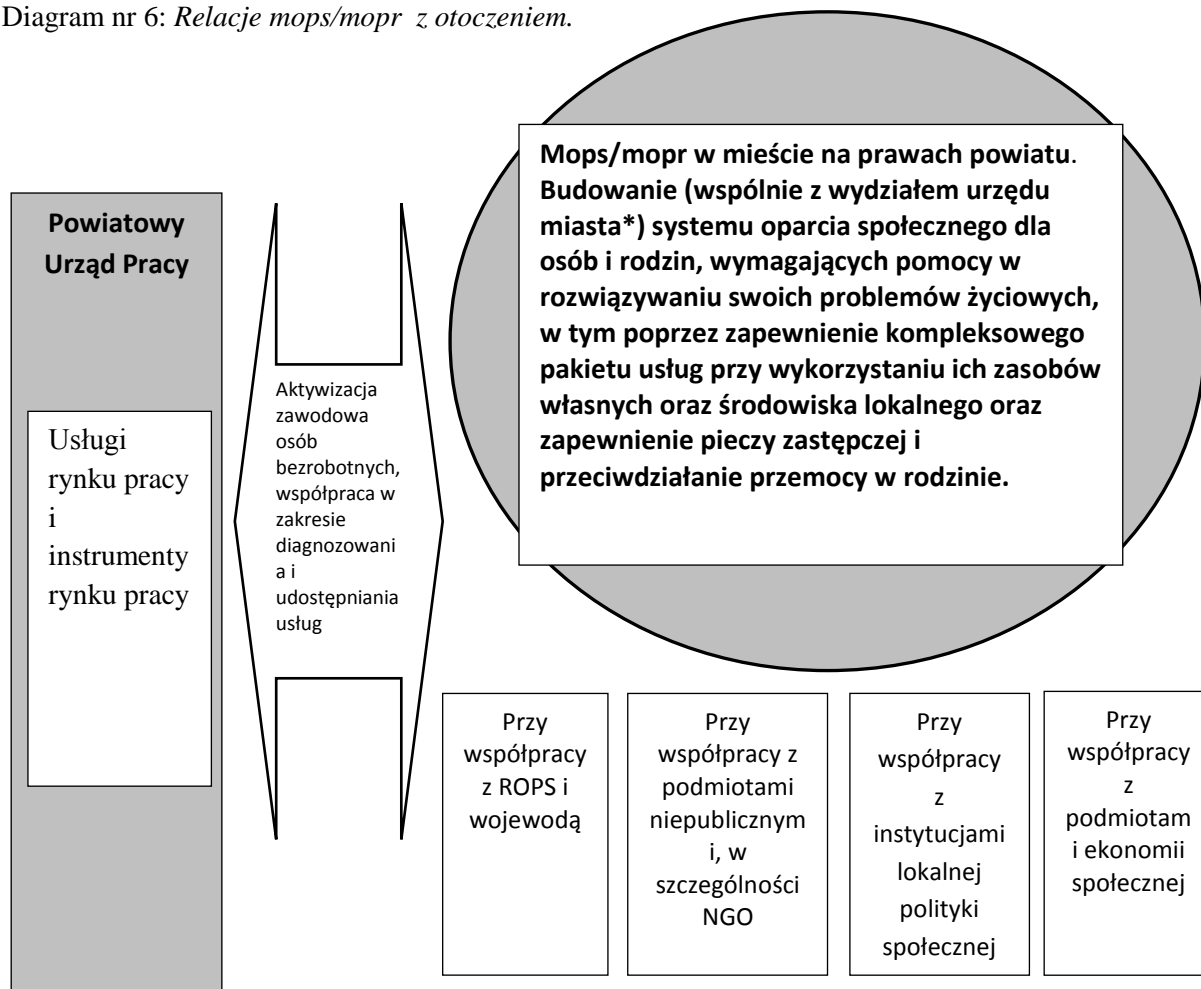 Diagram nr 6: Relacje mops/mopr z otoczeniem.
Powiatowy
Urząd Pracy
Usługi
rynku pracy
i
instrumenty
rynku pracy
Aktywizacja
zawodowa
osób
bezrobotnych,
współpraca w
zakresie
diagnozowani
a i
udostępniania
usług
Mops/mopr w mieście na prawach powiatu.
Budowanie (wspólnie z wydziałem urzędu
miasta*) systemu oparcia społecznego dla
osób i rodzin, wymagających pomocy w
rozwiązywaniu swoich problemów życiowych,
w tym poprzez zapewnienie kompleksowego
pakietu usług przy wykorzystaniu ich zasobów
własnych oraz środowiska lokalnego oraz
zapewnienie pieczy zastępczej i
przeciwdziałanie przemocy w rodzinie.
Przy
współpracy
z ROPS i
wojewodą
Przy
współpracy z
podmiotami
niepublicznym
i, w
szczególności
NGO
Przy
współpracy
z
instytucjami
lokalnej
polityki
społecznej
Przy
współpracy
z
podmiotam
i ekonomii
społecznej